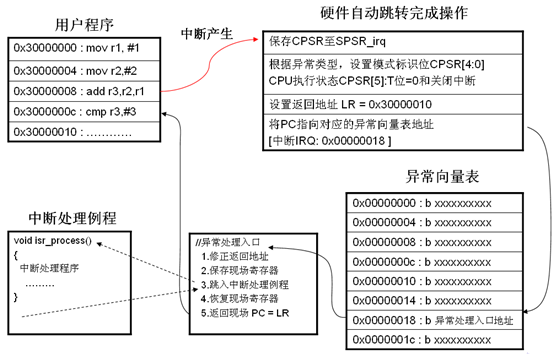 用户程序
0x30000000 : mov r1, #1
0x30000004 : mov r2,#2
0x30000008 : add r3,r2,r1
0x3000000c : cmp r3,#3
0x30000010 : …………
中断产生
硬件自动跳转完成操作
保存CPSR至SPSR_irq
根据异常类型，设置模式标识位CPSR[4:0]
CPU执行状态CPSR[5]:T位=0和关闭中断
设置返回地址 LR = 0x30000010
将PC指向对应的异常向量表地址
[中断IRQ: 0x00000018 ]
异常向量表
0x00000000 : b xxxxxxxxxx
0x00000004 : b xxxxxxxxxx
0x00000008 : b xxxxxxxxxx
0x0000000c : b xxxxxxxxxx
0x00000010 : b xxxxxxxxxx
0x00000014 : b xxxxxxxxxx
0x00000018 : b 异常处理入口地址
0x0000001c : b xxxxxxxxxx
//异常处理入口
1.修正返回地址
2.保存现场寄存器
3.跳入中断处理例程
4.恢复现场寄存器
5.返回现场 PC = LR
中断处理例程
void isr_process()
{
中断处理程序
………
}